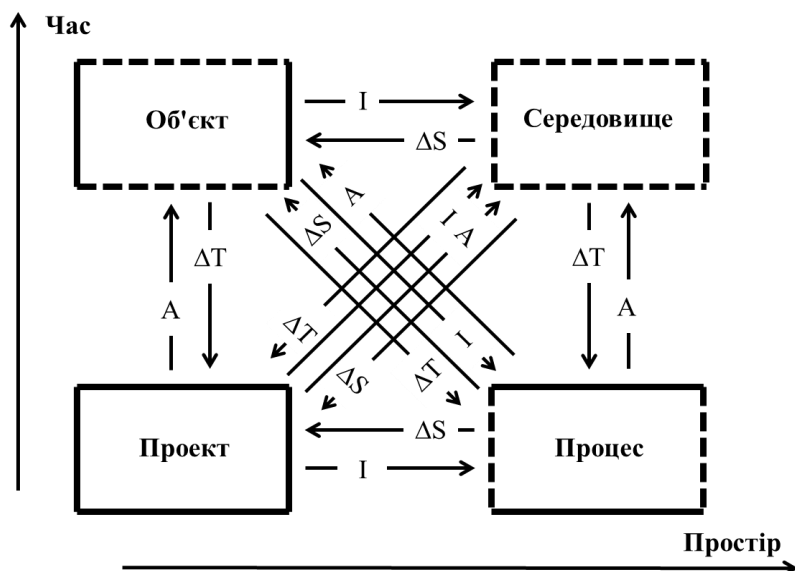 Час
Об'єкт
I
Середовище
ΔS
A
I
ΔS
A
ΔT
ΔT
A
A
ΔT
I
ΔS
ΔT
Проект
ΔS
Процес
I
Простір